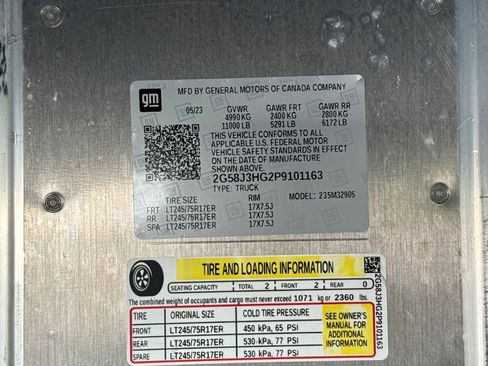 gm
MFD BY GENERAL MOTORS OF CANADA COMPANY
05/23 GVWR GAWR FRT GAWR RR
4990 KG 2400 KG 2800 KG
11000 LB 5291 LB 6172 LB
THIS VEHICLE CONFORMS TO ALL
APPLICABLE U.S. FEDERAL MOTOR
VEHICLE SAFETY STANDARDS IN EFFECT
ON THE DATE OF MANUFACTURE
SHOWN ABOVE.
2G58J3HG2P9101163
TYPE: TRUCK MODEL: 23SM32905
TIRE SIZE RIM
FRT LT245/75R17ER 17X7.5J
RR LT245/75R17ER 17X7.5J
SPA LT245/75R17ER 17X7.5J
TIRE AND LOADING INFORMATION
SEATING CAPACITY TOTAL 2 FRONT 2 REAR 0
The combined weight of occupants and cargo must never exceed 1071 kg or 2360 lbs.
TIRE ORIGINAL SIZE COLD TIRE PRESSURE
FRONT LT245/75R17ER 450 kPa, 65 PSI
REAR LT245/75R17ER 530 kPa, 77 PSI
SPARE LT245/75R17ER 530 kPa, 77 PSI
SEE OWNER'S
MANUAL FOR
ADDITIONAL
INFORMATION
2G58J3HG2P9101163